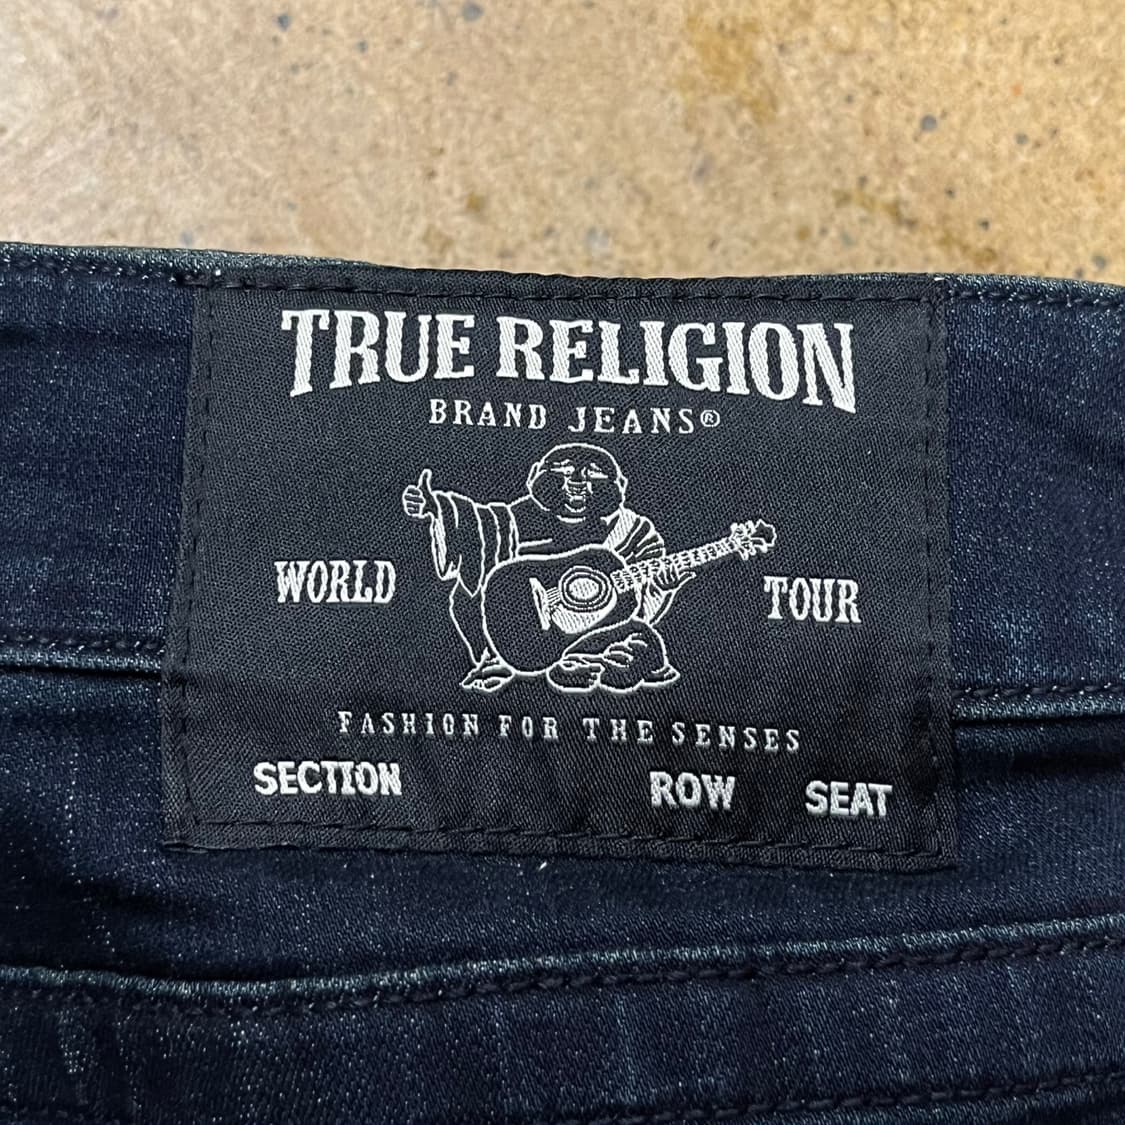 TRUE RELIGION
BRAND JEANS®
WORLD TOUR
FASHION FOR THE SENSES
SECTION ROW SEAT